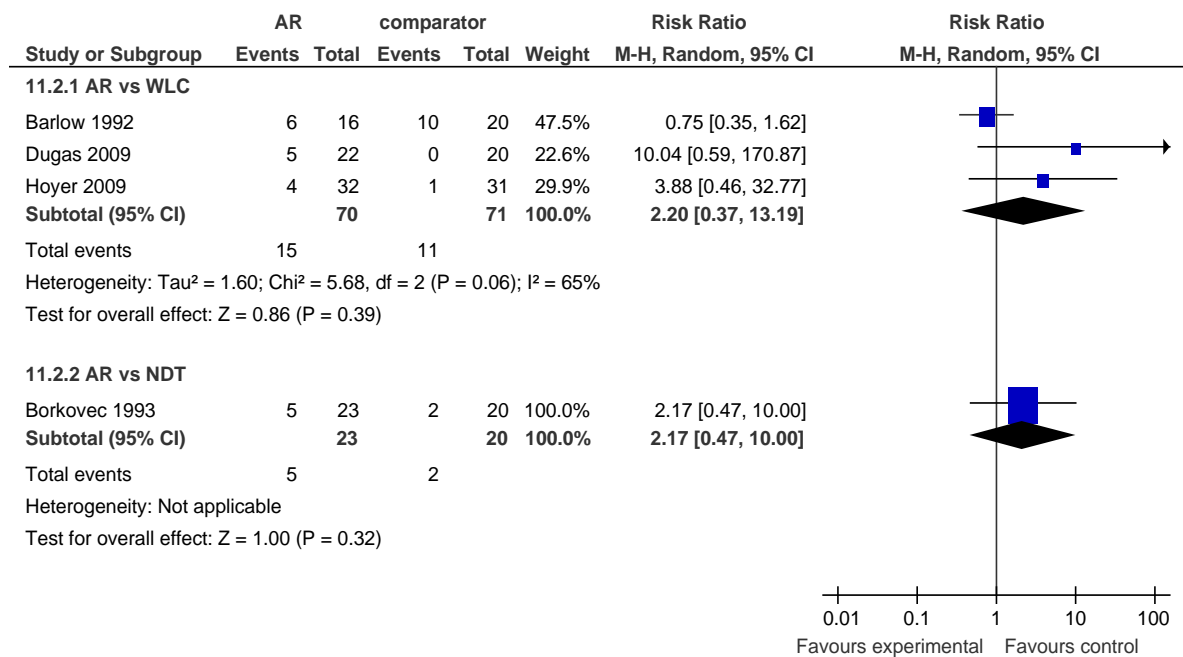 AR comparator Risk Ratio Risk Ratio
Study or Subgroup Events Total Events Total Weight M-H, Random, 95% CI M-H, Random, 95% CI
11.2.1 AR vs WLC
Barlow 1992 6 16 10 20 47.5% 0.75 [0.35, 1.62]
Dugas 2009 5 22 0 20 22.6% 10.04 [0.59, 170.87]
Hoyer 2009 4 32 1 31 29.9% 3.88 [0.46, 32.77]
Subtotal (95% CI) 70 71 100.0% 2.20 [0.37, 13.19]
Total events 15 11
Heterogeneity: Tau² = 1.60; Chi² = 5.68, df = 2 (P = 0.06); I² = 65%
Test for overall effect: Z = 0.86 (P = 0.39)
11.2.2 AR vs NDT
Borkovec 1993 5 23 2 20 100.0% 2.17 [0.47, 10.00]
Subtotal (95% CI) 23 20 100.0% 2.17 [0.47, 10.00]
Total events 5 2
Heterogeneity: Not applicable
Test for overall effect: Z = 1.00 (P = 0.32)
0.01 0.1 1 10 100
Favours experimental Favours control